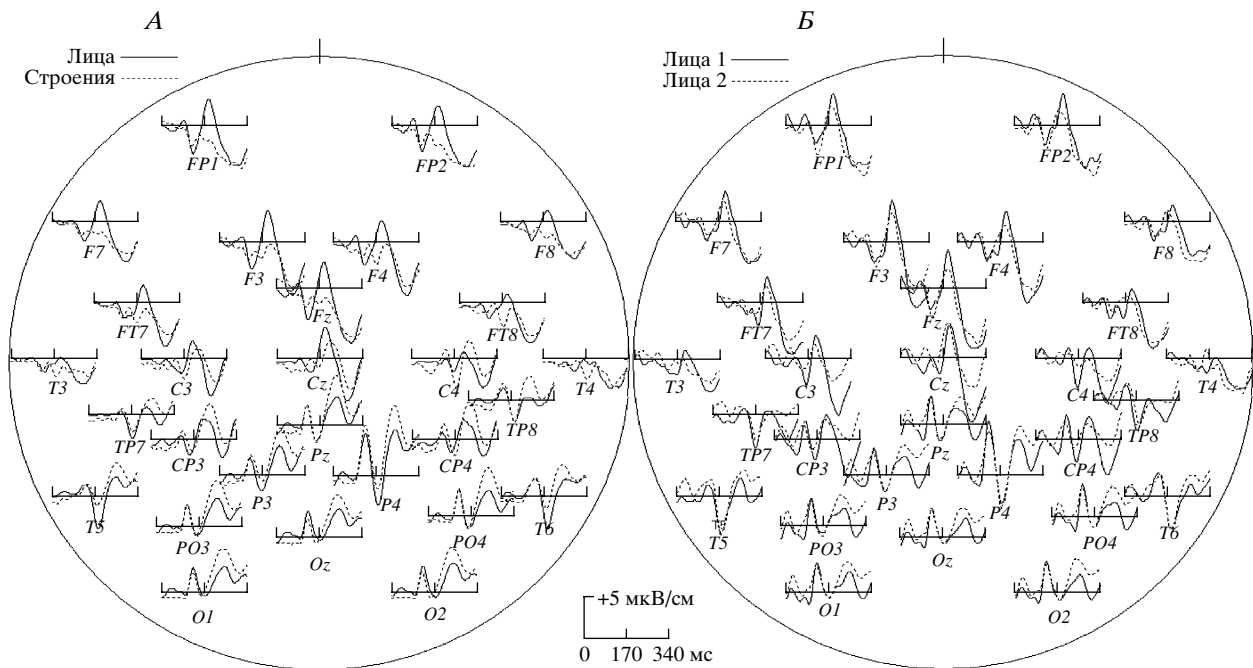 А
Лица
Строения
FP1
FP2
F7
F3
F4
F8
Fz
FT7
FT8
T3
C3
Cz
C4
T4
TP7
TP8
CP3
Pz
CP4
P3
P4
T5
T6
PO3
PO4
Oz
O1
O2
Б
Лица 1
Лица 2
FP1
FP2
F7
F3
F4
F8
Fz
FT7
FT8
T3
C3
Cz
C4
T4
TP7
TP8
CP3
Pz
CP4
P3
P4
T5
T6
PO3
PO4
Oz
O1
O2
+5 мкВ/см
0 170 340 мс